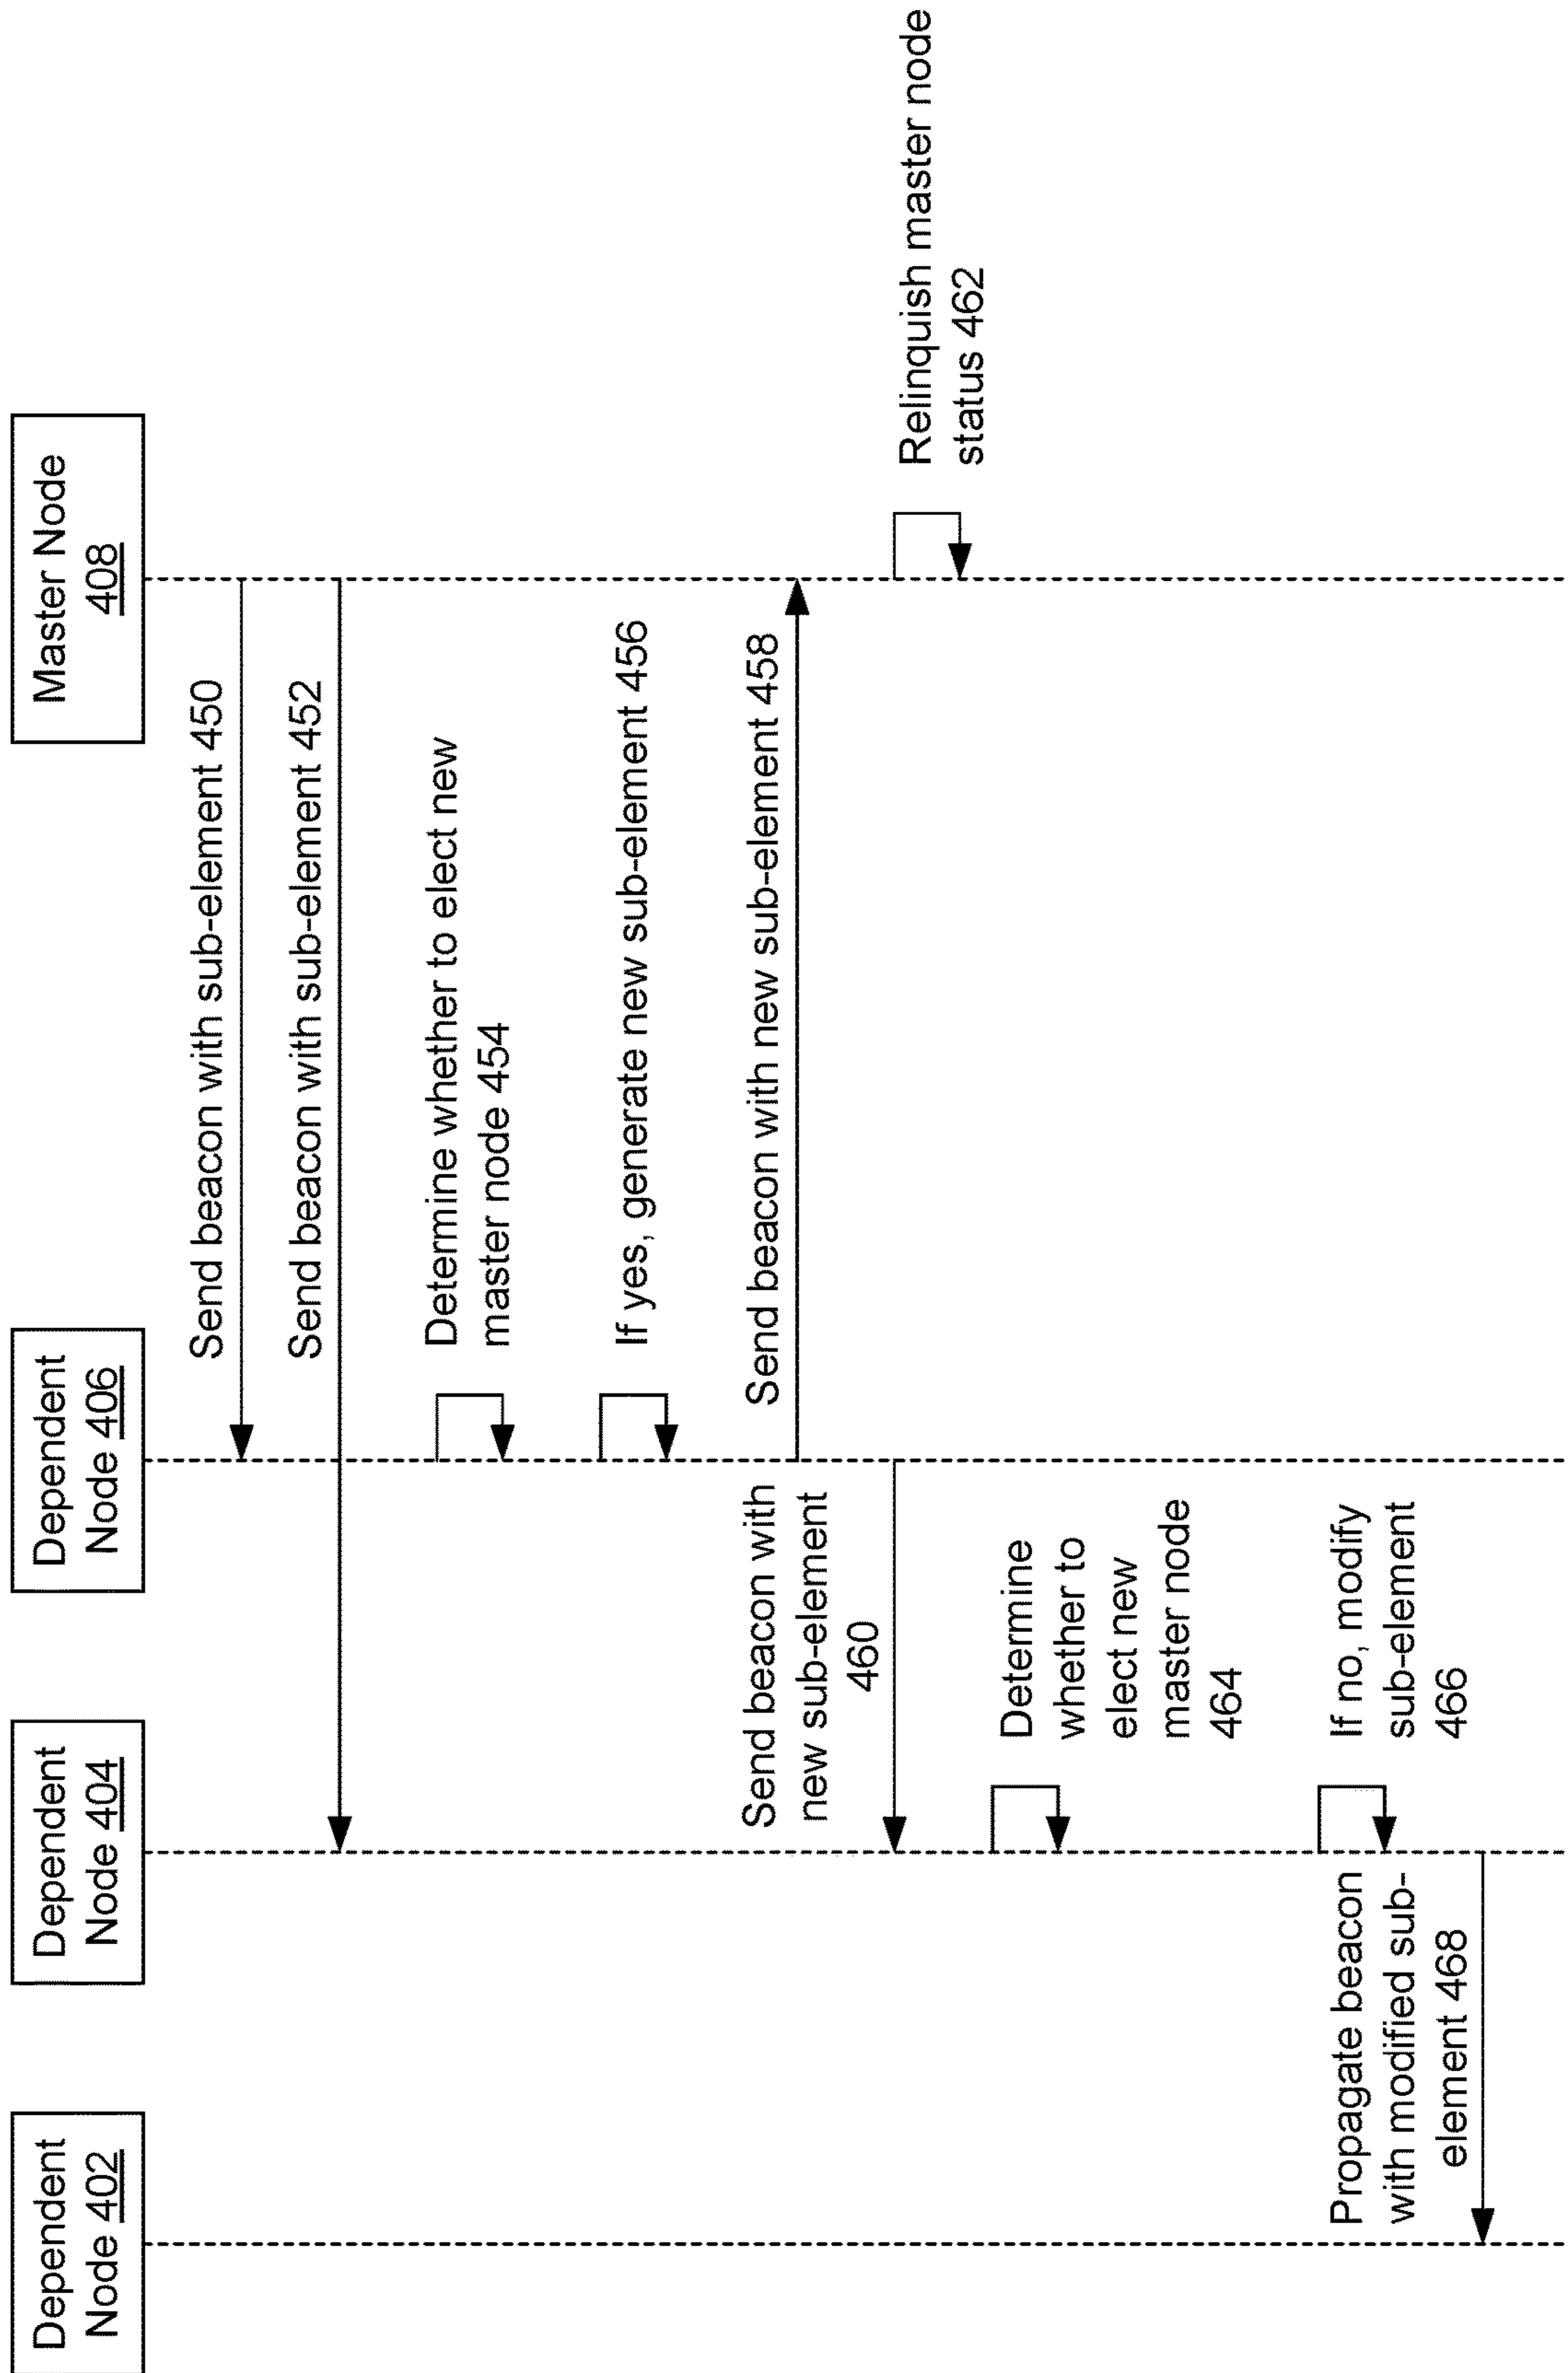 Dependent
Node 402
Dependent
Node 404
Dependent
Node 406
Master Node
408
Send beacon with sub-element 450
Send beacon with sub-element 452
Determine whether to elect new
master node 454
If yes, generate new sub-element 456
Send beacon with new sub-element 458
Send beacon with
new sub-element
460
Relinquish master node
status 462
Determine
whether to
elect new
master node
464
If no, modify
sub-element
466
Propagate beacon
with modified sub-
element 468